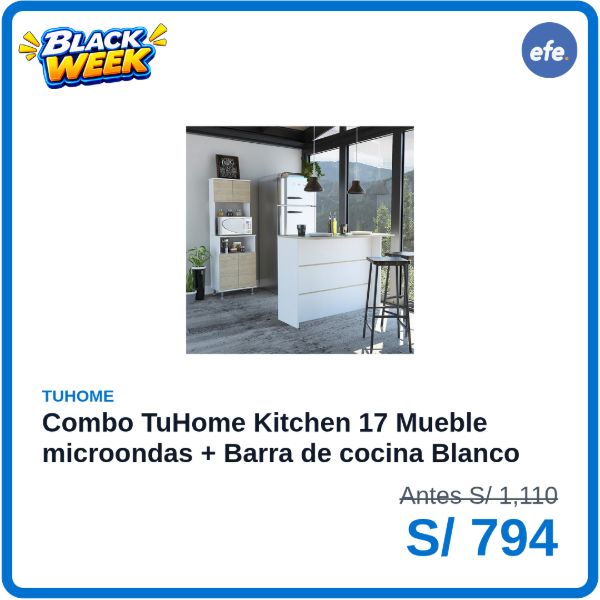 BLACK
WEEK
efe.
TUHOME
Combo TuHome Kitchen 17 Mueble
microondas + Barra de cocina Blanco
Antes S/ 1,110
S/ 794